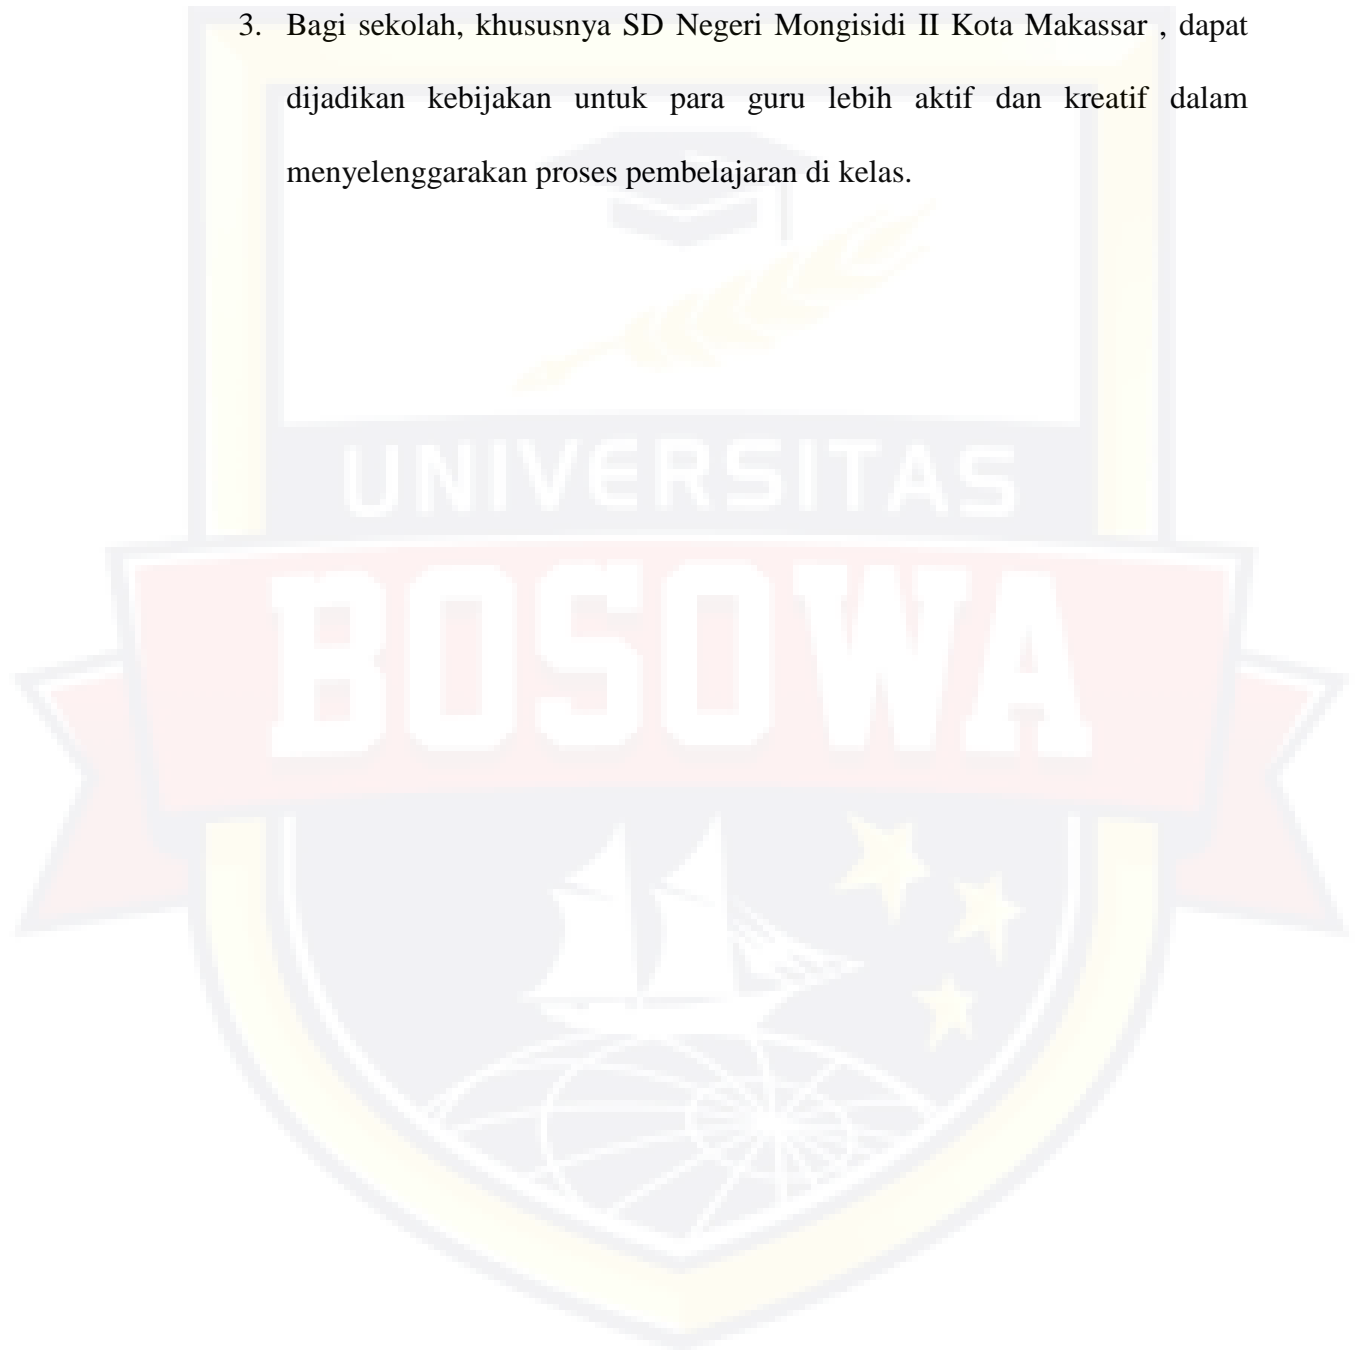 3. Bagi sekolah, khususnya SD Negeri Mongisidi II Kota Makassar , dapat
dijadikan kebijakan untuk para guru lebih aktif dan kreatif dalam
menyelenggarakan proses pembelajaran di kelas.
UNIVERSITAS
BOSOWA